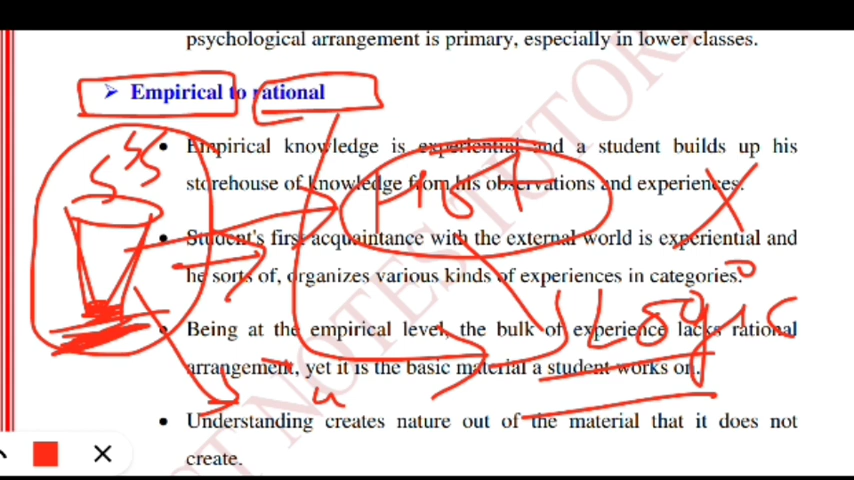 psychological arrangement is primary, especially in lower classes.
➢ Empirical to rational
• Empirical knowledge is experiential and a student builds up his
storehouse of knowledge from his observations and experiences.
• Student's first acquaintance with the external world is experiential and
he sorts of, organizes various kinds of experiences in categories.
• Being at the empirical level, the bulk of experience lacks rational
arrangement, yet it is the basic material a student works on.
Logic
• Understanding creates nature out of the material that it does not
create.